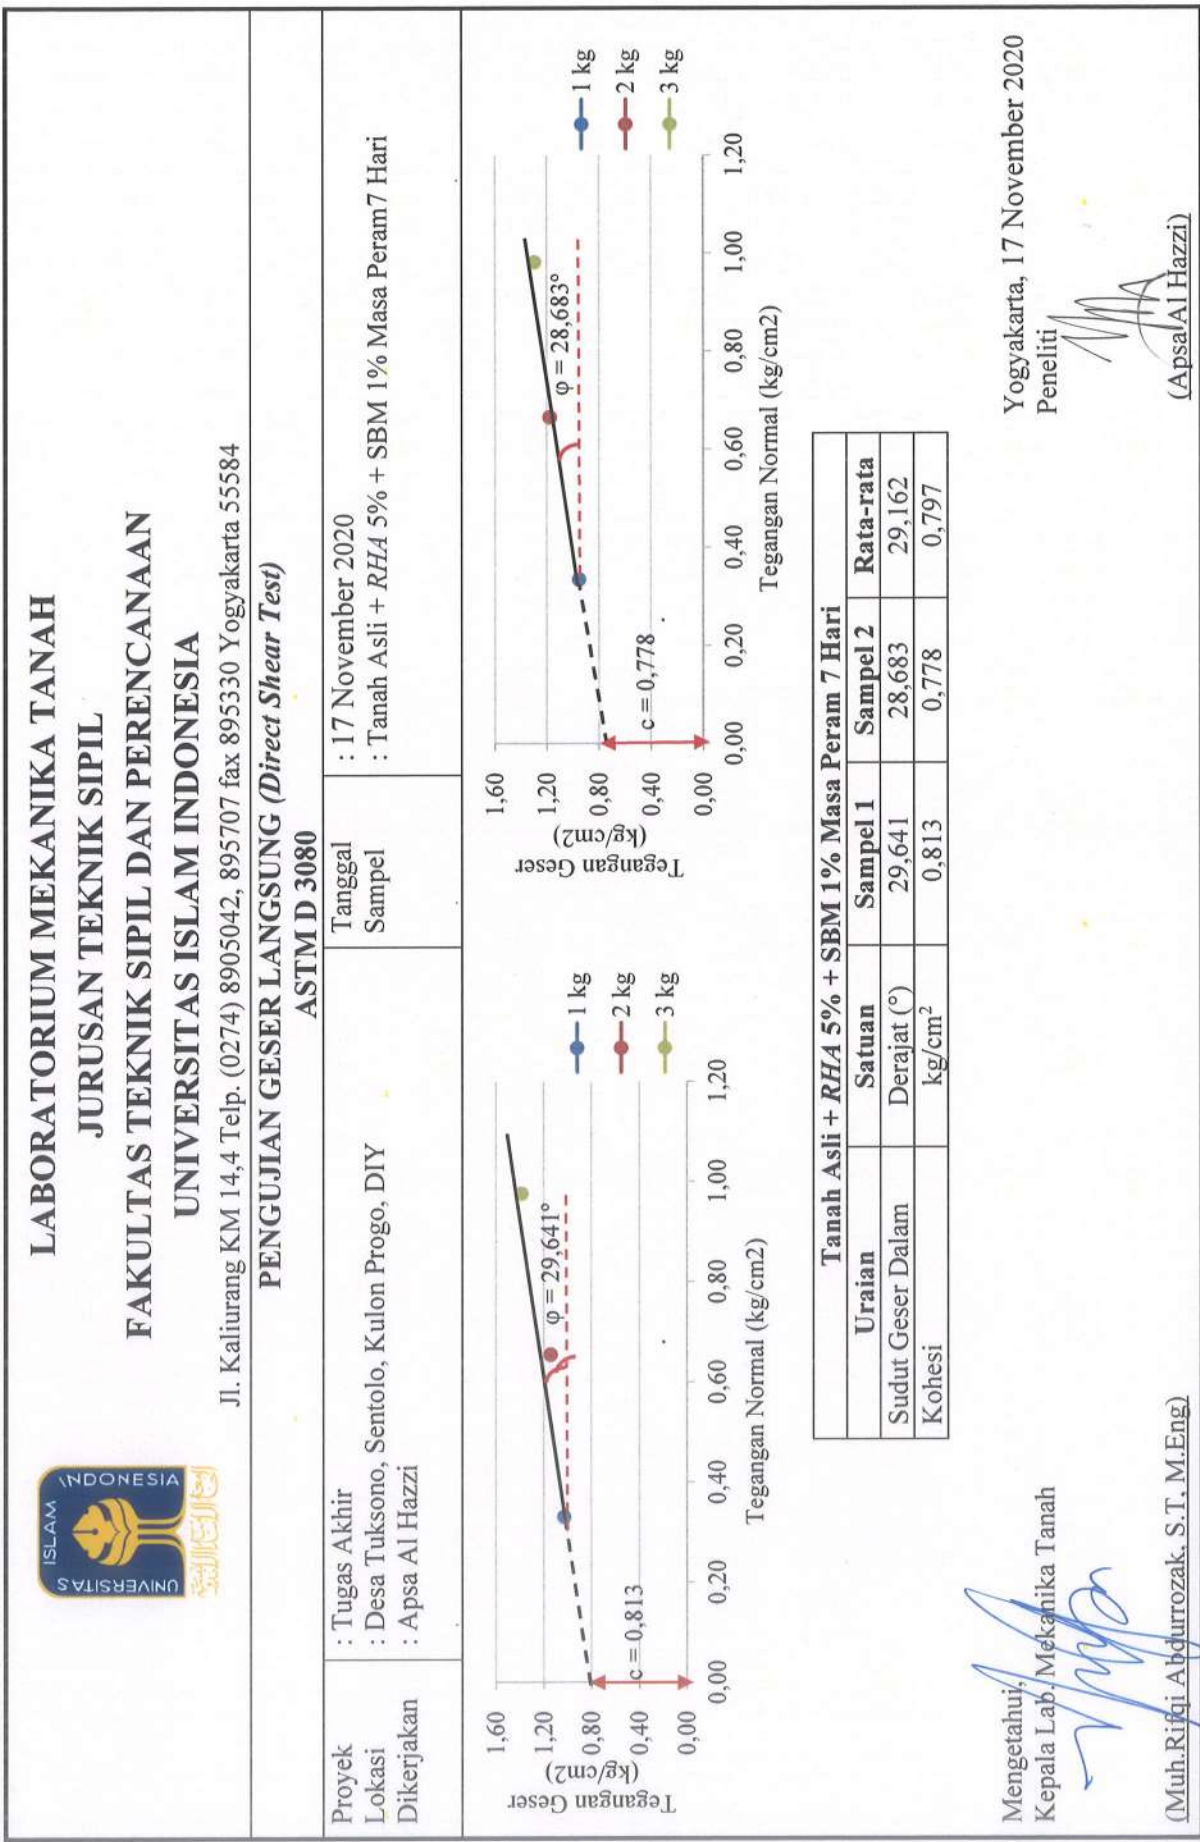 LABORATORIUM MEKANIKA TANAH
JURUSAN TEKNIK SIPIL
FAKULTAS TEKNIK SIPIL DAN PERENCANAAN
UNIVERSITAS ISLAM INDONESIA
Jl. Kaliurang KM 14,4 Telp. (0274) 8905042, 895707 fax 895330 Yogyakarta 55584
UNIVERSITAS ISLAM INDONESIA
PENGUJIAN GESER LANGSUNG (Direct Shear Test)
ASTM D 3080
Proyek : Tugas Akhir
Lokasi : Desa Tuksono, Sentolo, Kulon Progo, DIY
Dikerjakan : Apsa Al Hazzi
Tanggal : 17 November 2020
Sampel : Tanah Asli + RHA 5% + SBM 1% Masa Peram7 Hari
Tegangan Geser
(kg/cm2)
1,60
1,20
0,80
0,40
0,00
φ = 29,641°
c = 0,813
0,00 0,20 0,40 0,60 0,80 1,00 1,20
Tegangan Normal (kg/cm2)
1 kg
2 kg
3 kg
Tegangan Geser
(kg/cm2)
1,60
1,20
0,80
0,40
0,00
φ = 28,683°
c = 0,778
0,00 0,20 0,40 0,60 0,80 1,00 1,20
Tegangan Normal (kg/cm2)
1 kg
2 kg
3 kg
Tanah Asli + RHA 5% + SBM 1% Masa Peram 7 Hari
Uraian Satuan Sampel 1 Sampel 2 Rata-rata
Sudut Geser Dalam Derajat (°) 29,641 28,683 29,162
Kohesi kg/cm² 0,813 0,778 0,797
Mengetahui,
Kepala Lab. Mekanika Tanah
(Muh.Rifqi Abdurrozak, S.T, M.Eng)
Yogyakarta, 17 November 2020
Peneliti
(Apsa Al Hazzi)